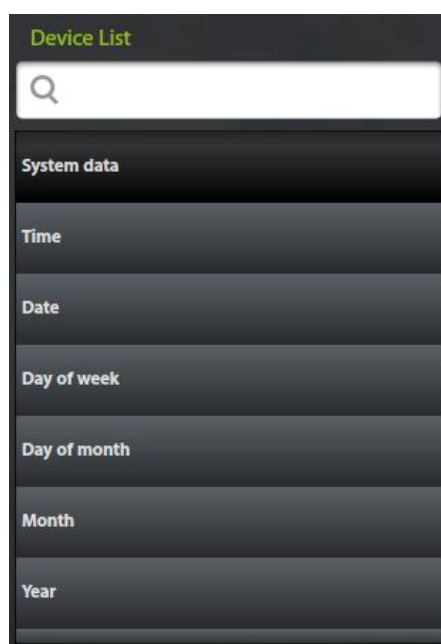 Device List
System data
Time
Date
Day of week
Day of month
Month
Year